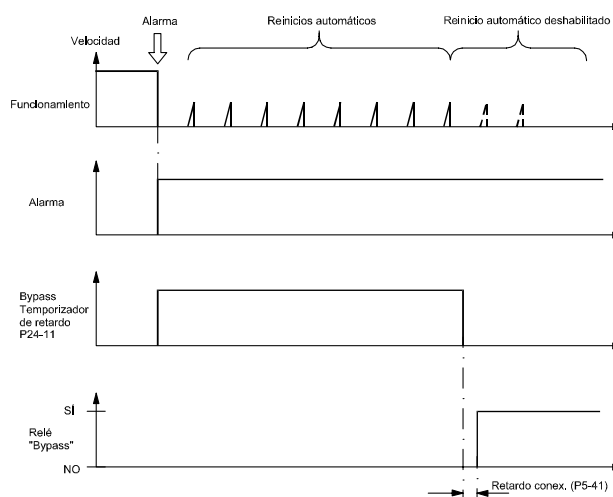 Alarma
Reinicios automáticos
Reinicio automático deshabilitado
Velocidad
Funcionamiento
Alarma
Bypass
Temporizador
de retardo
P24-11
SÍ
Relé
"Bypass"
NO
Retardo conex. (P5-41)